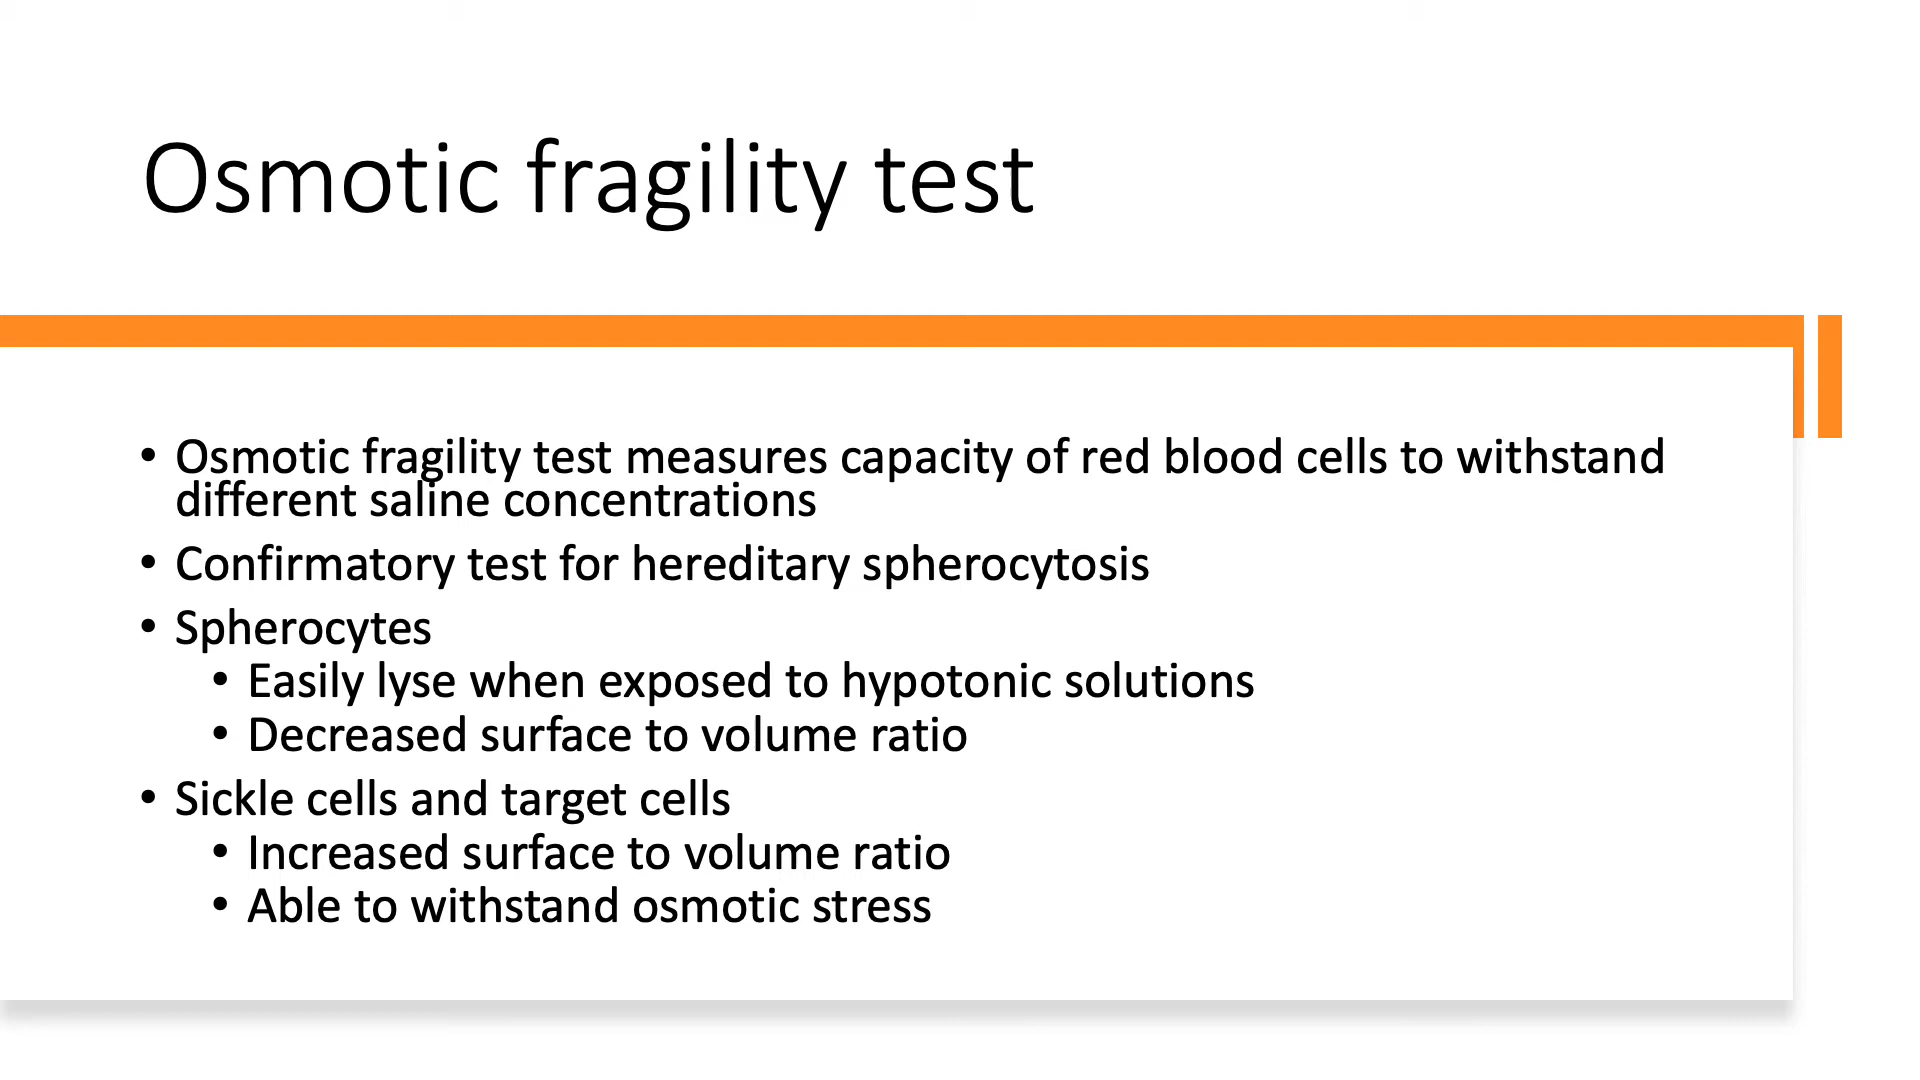 Osmotic fragility test
• Osmotic fragility test measures capacity of red blood cells to withstand
different saline concentrations
• Confirmatory test for hereditary spherocytosis
• Spherocytes
• Easily lyse when exposed to hypotonic solutions
• Decreased surface to volume ratio
• Sickle cells and target cells
• Increased surface to volume ratio
• Able to withstand osmotic stress